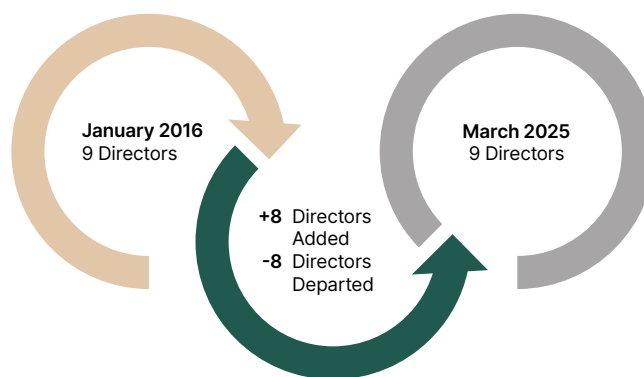 January 2016
9 Directors
+8 Directors
Added
-8 Directors
Departed
March 2025
9 Directors